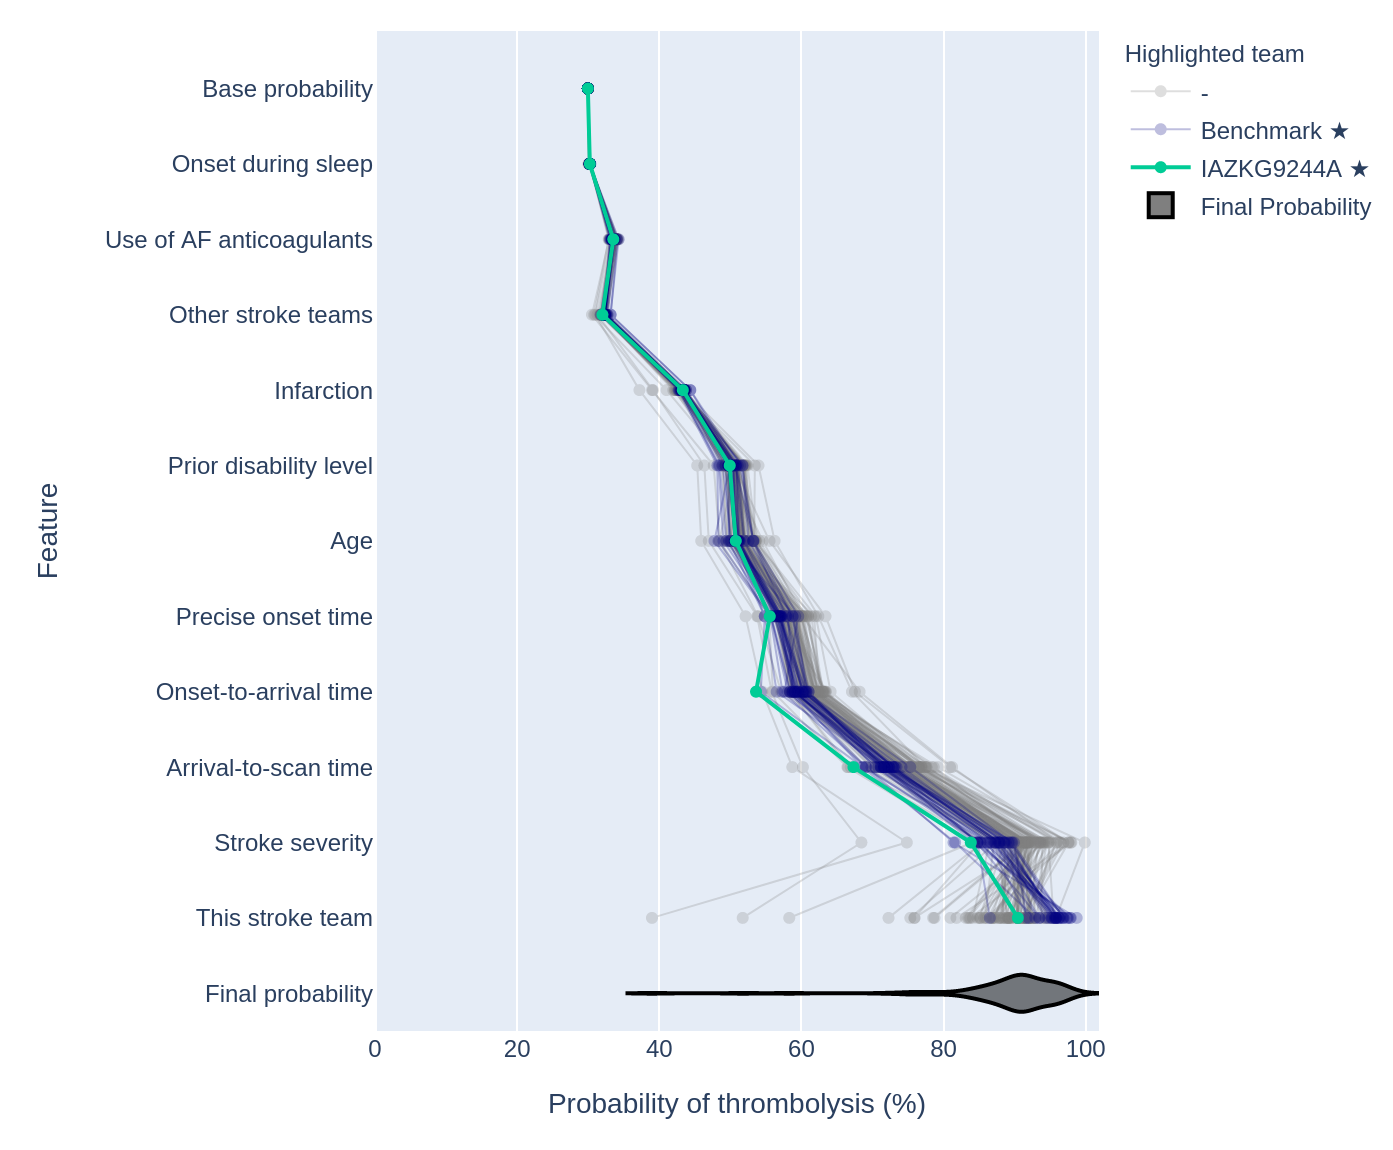 Highlighted team
-
Benchmark ★
IAZKG9244A ★
Final Probability
Feature
Base probability
Onset during sleep
Use of AF anticoagulants
Other stroke teams
Infarction
Prior disability level
Age
Precise onset time
Onset-to-arrival time
Arrival-to-scan time
Stroke severity
This stroke team
Final probability
0 20 40 60 80 100
Probability of thrombolysis (%)